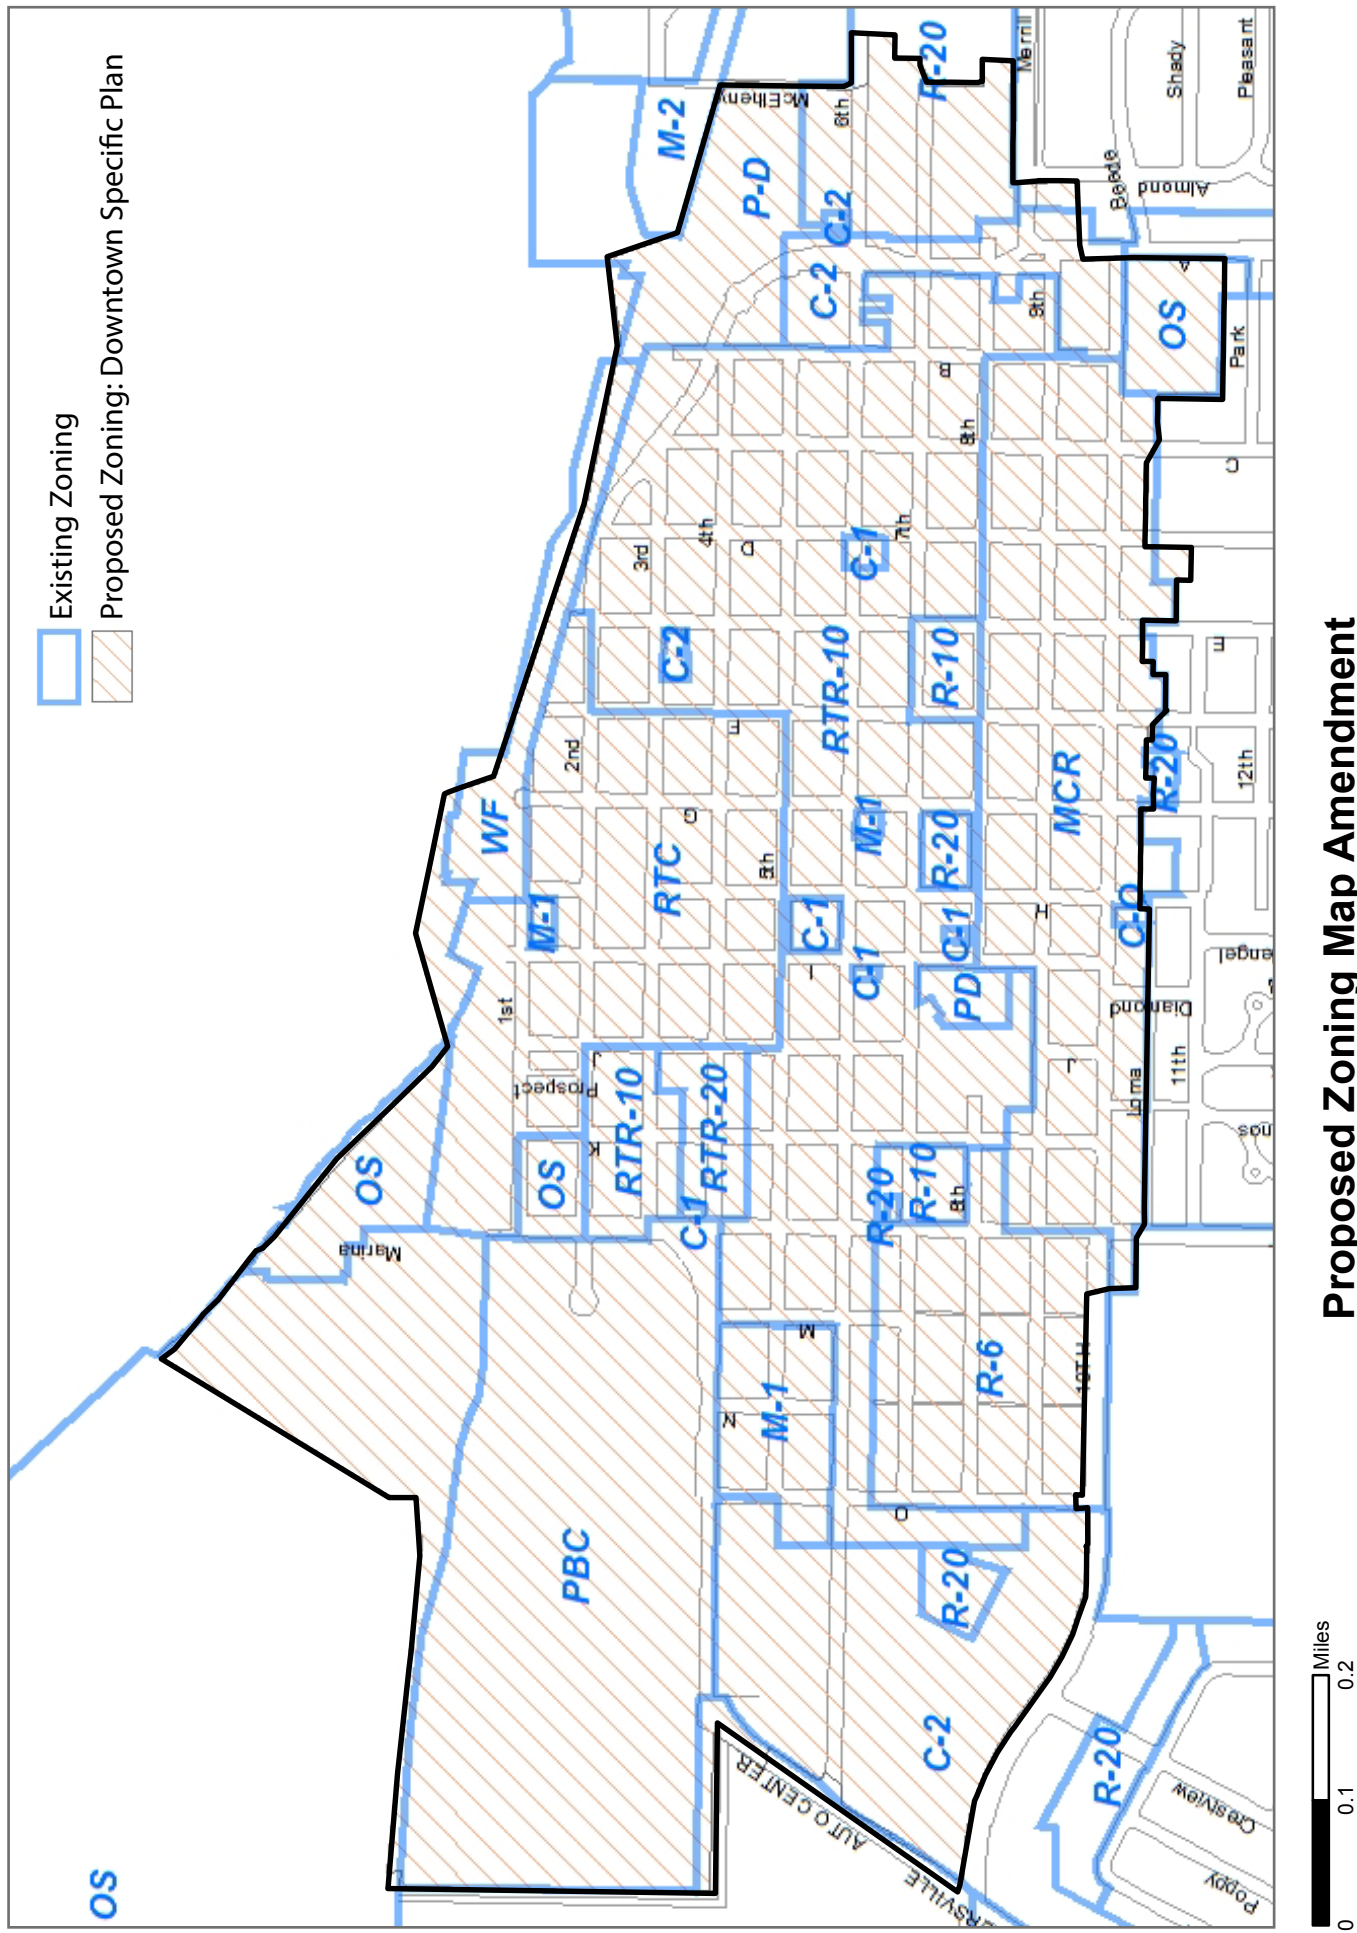 Existing Zoning
Proposed Zoning: Downtown Specific Plan
OS
OS
Marina
PBC
1st
Prospect
OS
K
J
RTR-10
RTR-20
C-1
WF
M-1
2nd
RTC
G
E
5th
C-2
3rd
4th
D
M-2
P-D
McElheny
6th
C-2
C-2
R-20
Merrill
Shady
Pleasant
Almond
Beede
A
OS
Park
9th
B
8th
C
C-1
7th
RTR-10
R-10
M-1
R-20
C-1
I
C-1
C-1
PD
MCR
H
R-20
C-O
E
12th
engel
Diamond
11th
L
Loma
nos
R-20
R-10
8th
M
N
M-1
R-6
10TH
O
R-20
C-2
AUTO CENTER
ERSVILLE
R-20
Crestview
Poppy
Miles
0 0.1 0.2
Proposed Zoning Map Amendment